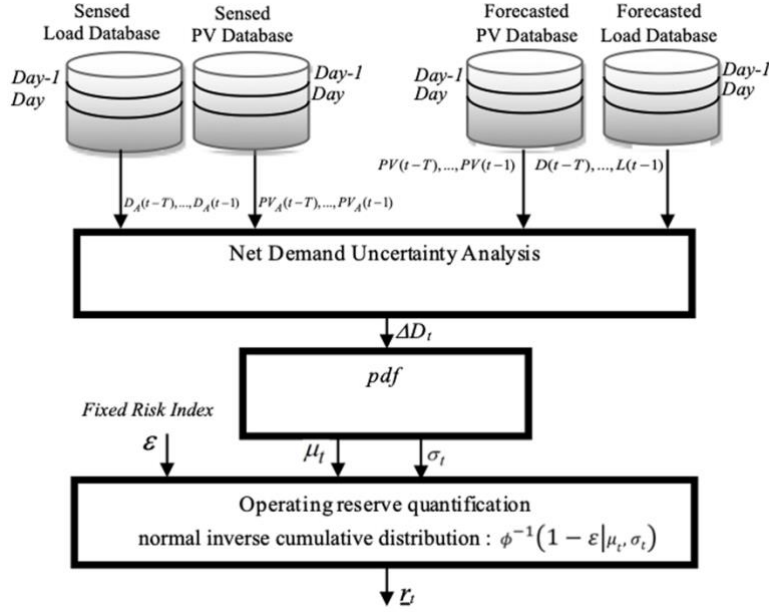 Sensed
Load Database
Sensed
PV Database
Forecasted
PV Database
Forecasted
Load Database
Day-1
Day
Day-1
Day
Day-1
Day
Day-1
Day
PV(t−T),...,PV(t−1)
D(t−T),...,L(t−1)
D_A(t−T),...,D_A(t−1)
PV_A(t−T),...,PV_A(t−1)
Net Demand Uncertainty Analysis
ΔD_t
pdf
Fixed Risk Index
ε
μ_t
σ_t
Operating reserve quantification
normal inverse cumulative distribution : ϕ⁻¹(1 − ε|μ_t, σ_t)
r_t